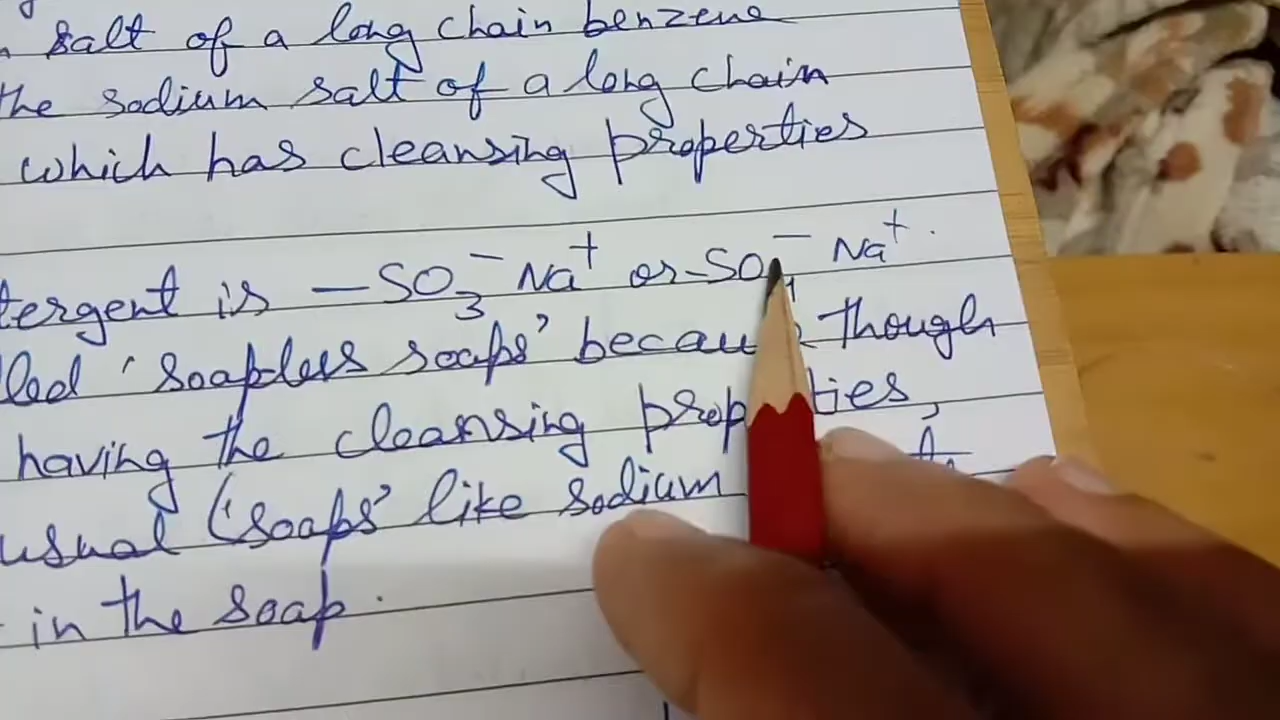 salt of a long chain benzene
the sodium salt of a long chain
which has cleansing properties
tergent is —SO₃⁻ Na⁺ or -SO₄⁻ Na⁺.
led 'soapless soaps' because though
having the cleansing properties,
usual ('soaps' like sodium
in the soap.